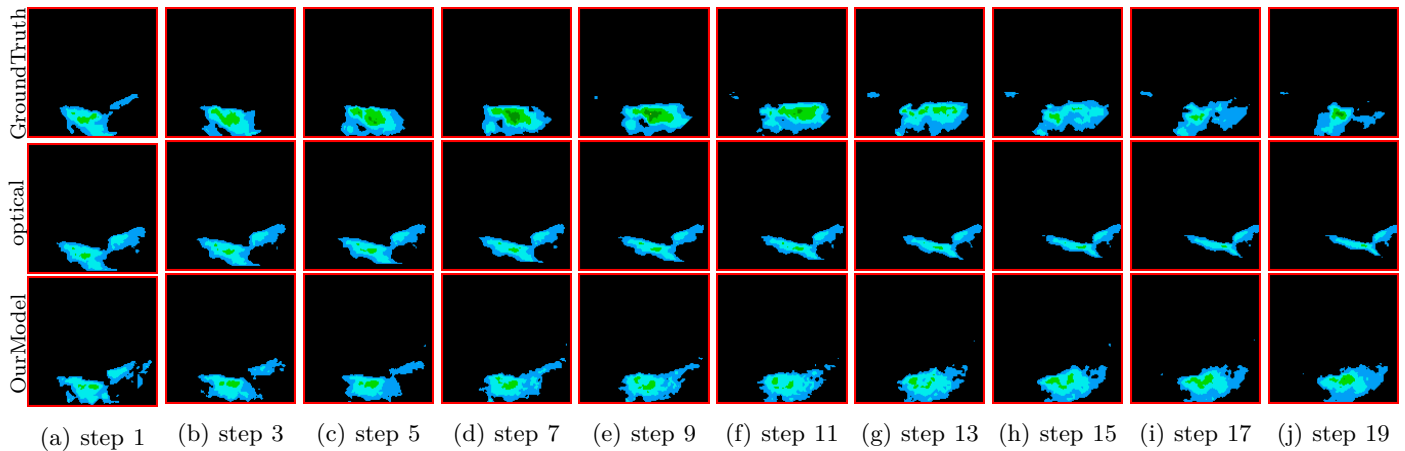 GroundTruth
optical
OurModel
(a) step 1
(b) step 3
(c) step 5
(d) step 7
(e) step 9
(f) step 11
(g) step 13
(h) step 15
(i) step 17
(j) step 19